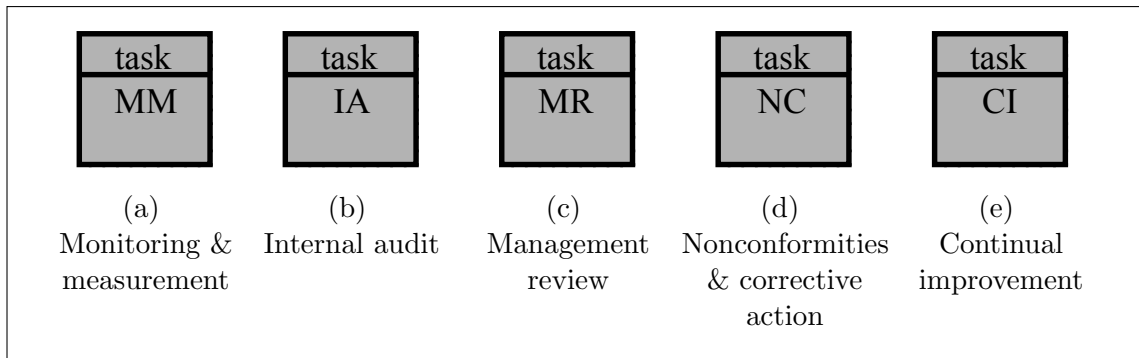 task task task task task
MM IA MR NC CI
(a) (b) (c) (d) (e)
Monitoring & Internal audit Management Nonconformities Continual
measurement review & corrective improvement
action